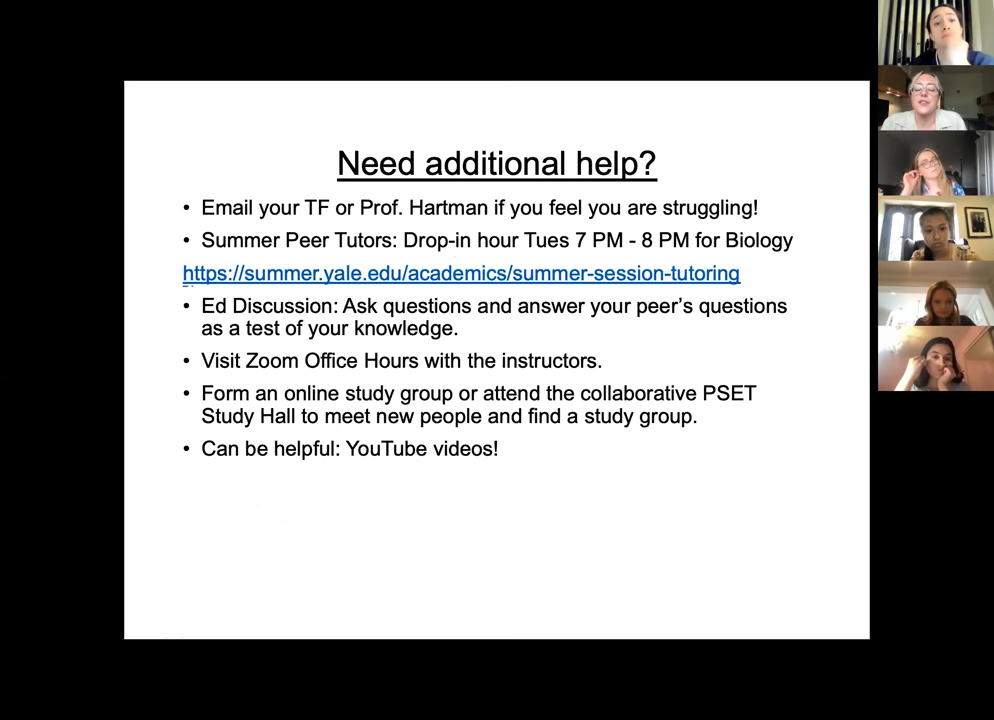 Need additional help?
• Email your TF or Prof. Hartman if you feel you are struggling!
• Summer Peer Tutors: Drop-in hour Tues 7 PM - 8 PM for Biology
https://summer.yale.edu/academics/summer-session-tutoring
• Ed Discussion: Ask questions and answer your peer's questions
as a test of your knowledge.
• Visit Zoom Office Hours with the instructors.
• Form an online study group or attend the collaborative PSET
Study Hall to meet new people and find a study group.
• Can be helpful: YouTube videos!